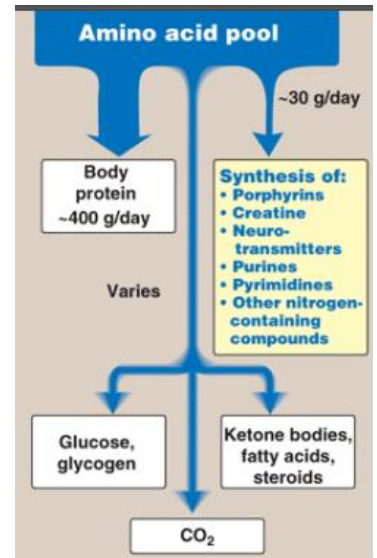 Amino acid pool
~30 g/day
Body
protein
~400 g/day
Synthesis of:
• Porphyrins
• Creatine
• Neuro-
transmitters
• Purines
• Pyrimidines
• Other nitrogen-
containing
compounds
Varies
Glucose,
glycogen
Ketone bodies,
fatty acids,
steroids
CO₂